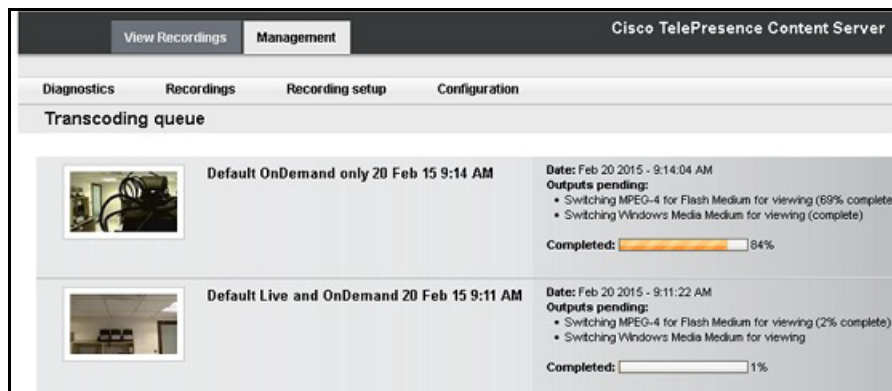 View Recordings
Management
Cisco TelePresence Content Server
Diagnostics
Recordings
Recording setup
Configuration
Transcoding queue
Default OnDemand only 20 Feb 15 9:14 AM
Date: Feb 20 2015 - 9:14:04 AM
Outputs pending:
• Switching MPEG-4 for Flash Medium for viewing (69% complete
• Switching Windows Media Medium for viewing (complete)
Completed: 84%
Default Live and OnDemand 20 Feb 15 9:11 AM
Date: Feb 20 2015 - 9:11:22 AM
Outputs pending:
• Switching MPEG-4 for Flash Medium for viewing (2% complete)
• Switching Windows Media Medium for viewing
Completed: 1%